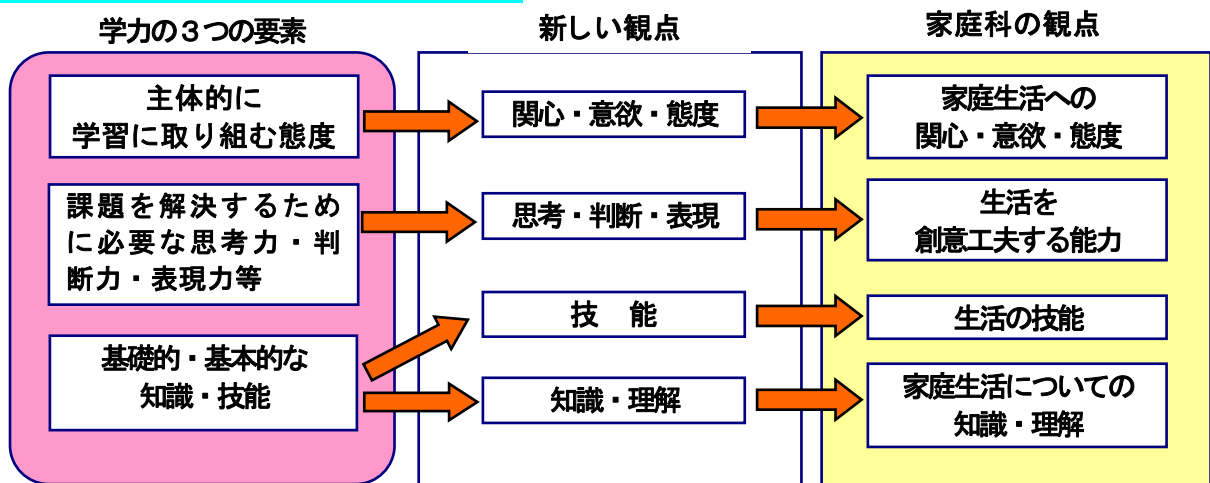 学力の３つの要素
主体的に
学習に取り組む態度
課題を解決するため
に必要な思考力・判
断力・表現力等
基礎的・基本的な
知識・技能
新しい観点
関心・意欲・態度
思考・判断・表現
技　能
知識・理解
家庭科の観点
家庭生活への
関心・意欲・態度
生活を
創意工夫する能力
生活の技能
家庭生活についての
知識・理解